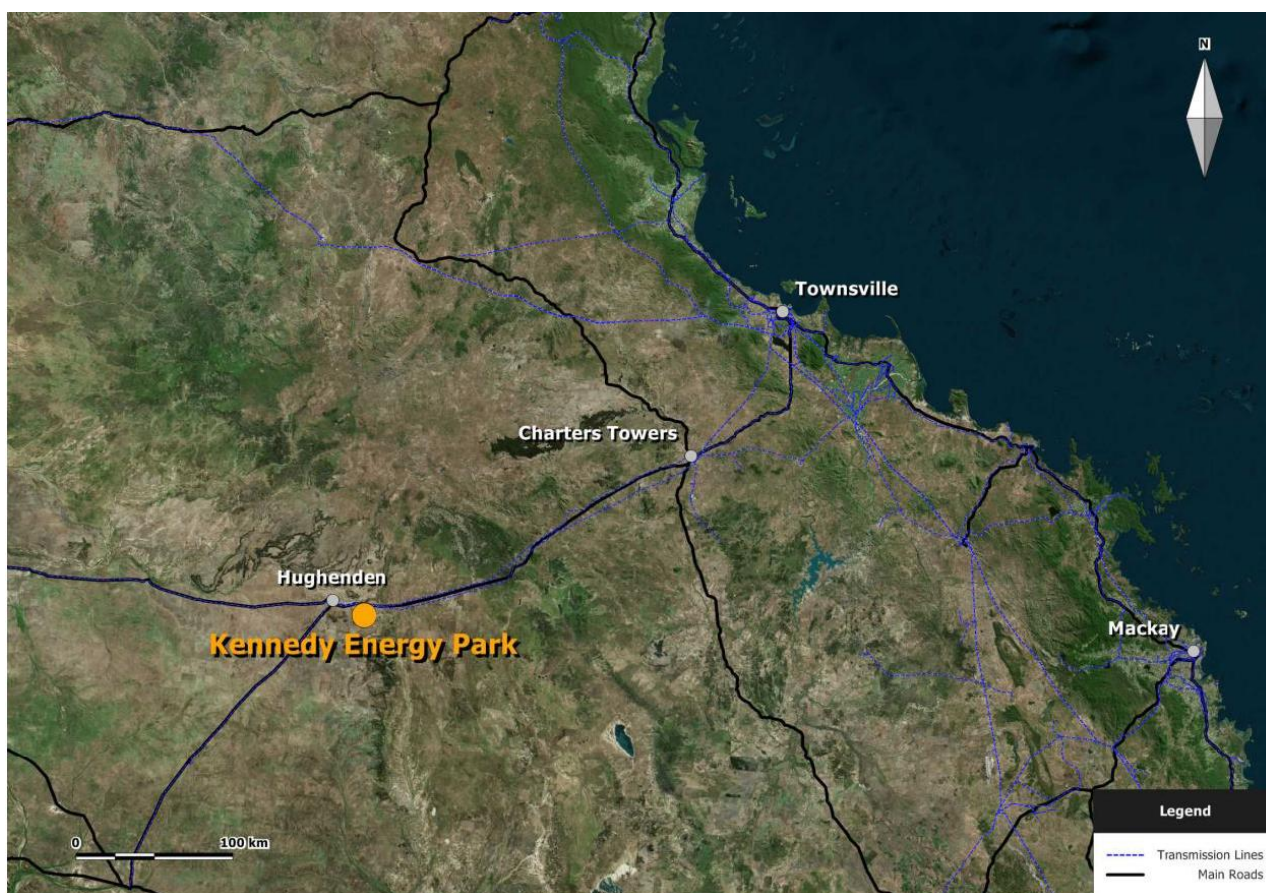 N
Townsville
Charters Towers
Hughenden
Kennedy Energy Park
Mackay
0 100 km
Legend
Transmission Lines
Main Roads